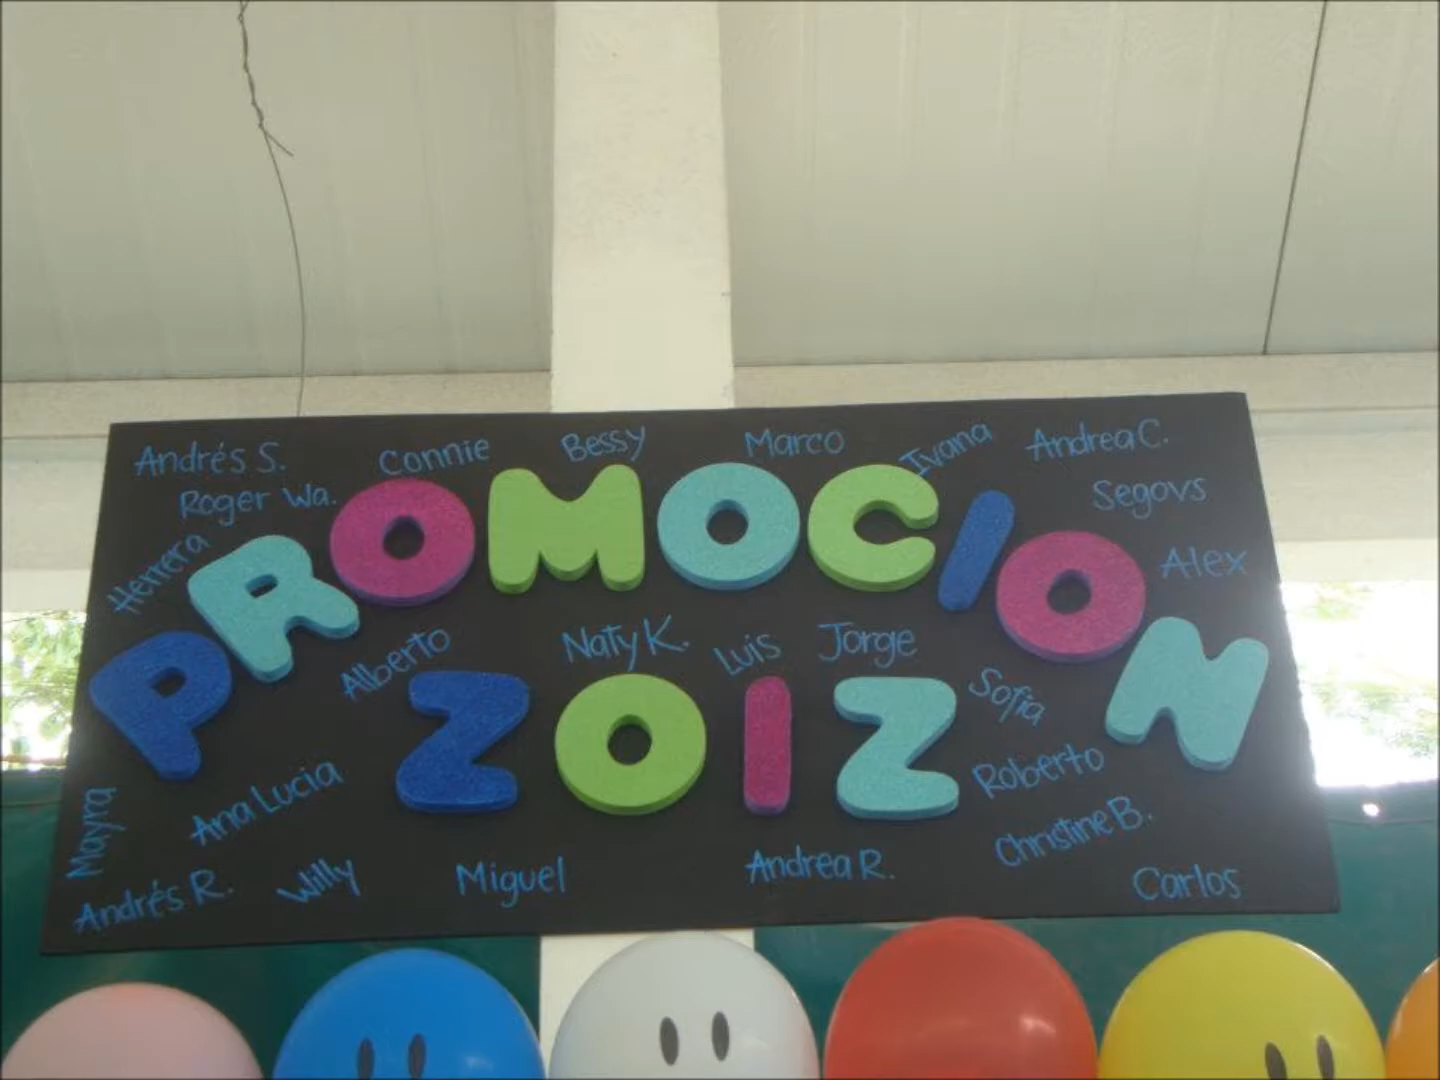 Andrés S.
Connie
Bessy
Marco
Ivana
Andrea C.
Roger Wa.
Segovs
Herrera
Alex
PROMOCION
Alberto
Naty K.
Luis
Jorge
Sofia
ZOIZ
Mayra
Ana Lucia
Roberto
Christine B.
Andrés R.
Willy
Miguel
Andrea R.
Carlos